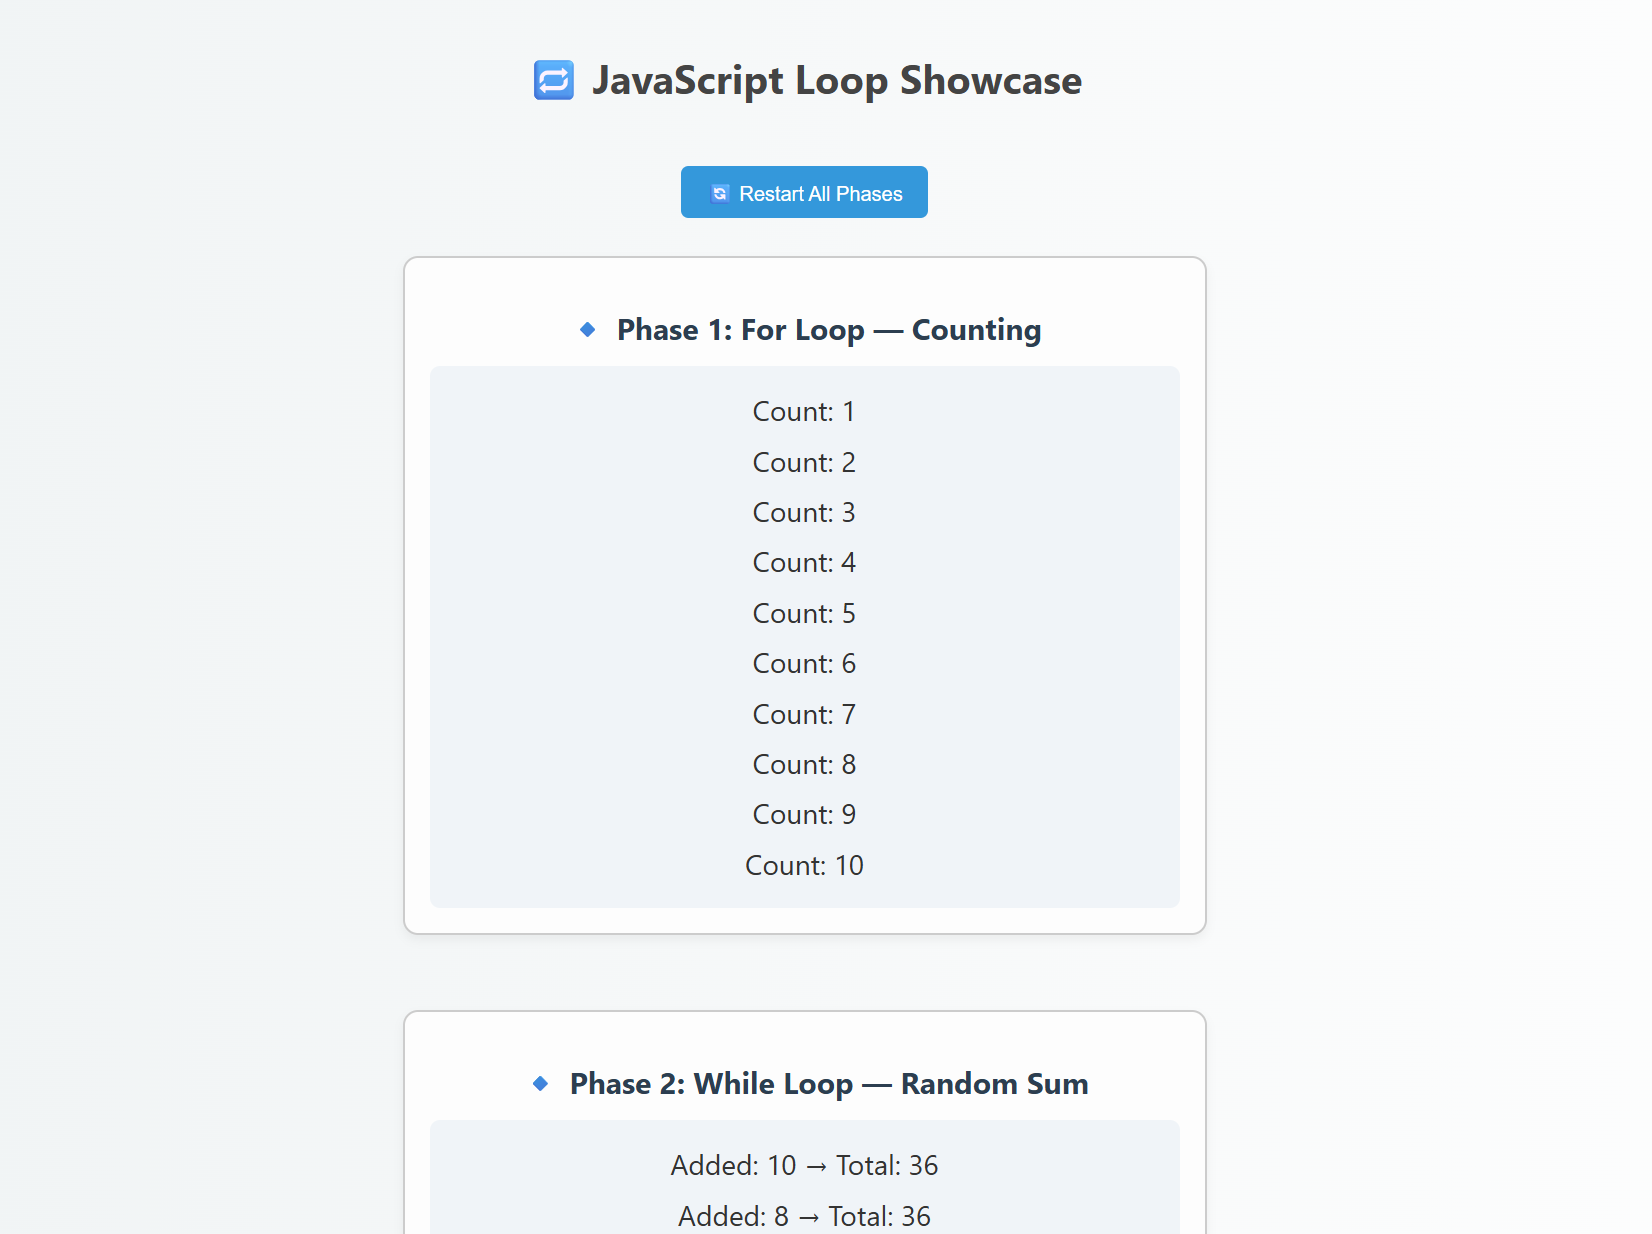 🔁 JavaScript Loop Showcase
🔄 Restart All Phases
🔹 Phase 1: For Loop — Counting
Count: 1
Count: 2
Count: 3
Count: 4
Count: 5
Count: 6
Count: 7
Count: 8
Count: 9
Count: 10
🔹 Phase 2: While Loop — Random Sum
Added: 10 → Total: 36
Added: 8 → Total: 36